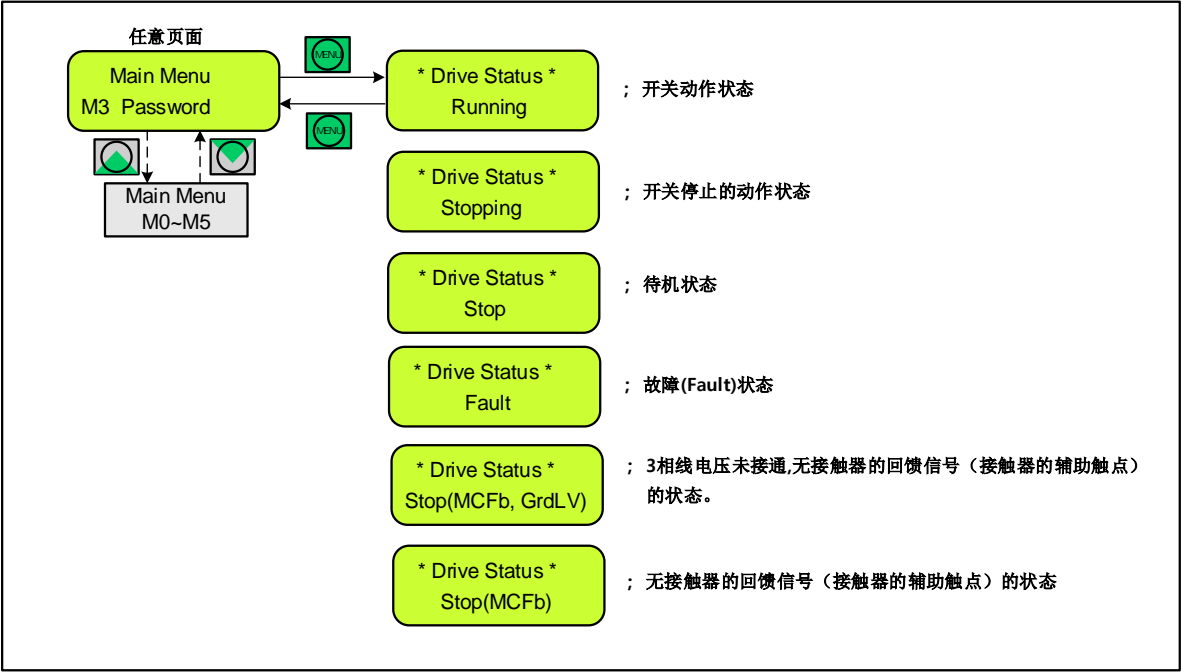 任意页面
Main Menu
M3 Password
MENU
MENU
Main Menu
M0~M5
* Drive Status *
Running
； 开关动作状态
* Drive Status *
Stopping
； 开关停止的动作状态
* Drive Status *
Stop
； 待机状态
* Drive Status *
Fault
； 故障(Fault)状态
* Drive Status *
Stop(MCFb, GrdLV)
； 3相线电压未接通,无接触器的回馈信号（接触器的辅助触点）
的状态。
* Drive Status *
Stop(MCFb)
； 无接触器的回馈信号（接触器的辅助触点）的状态